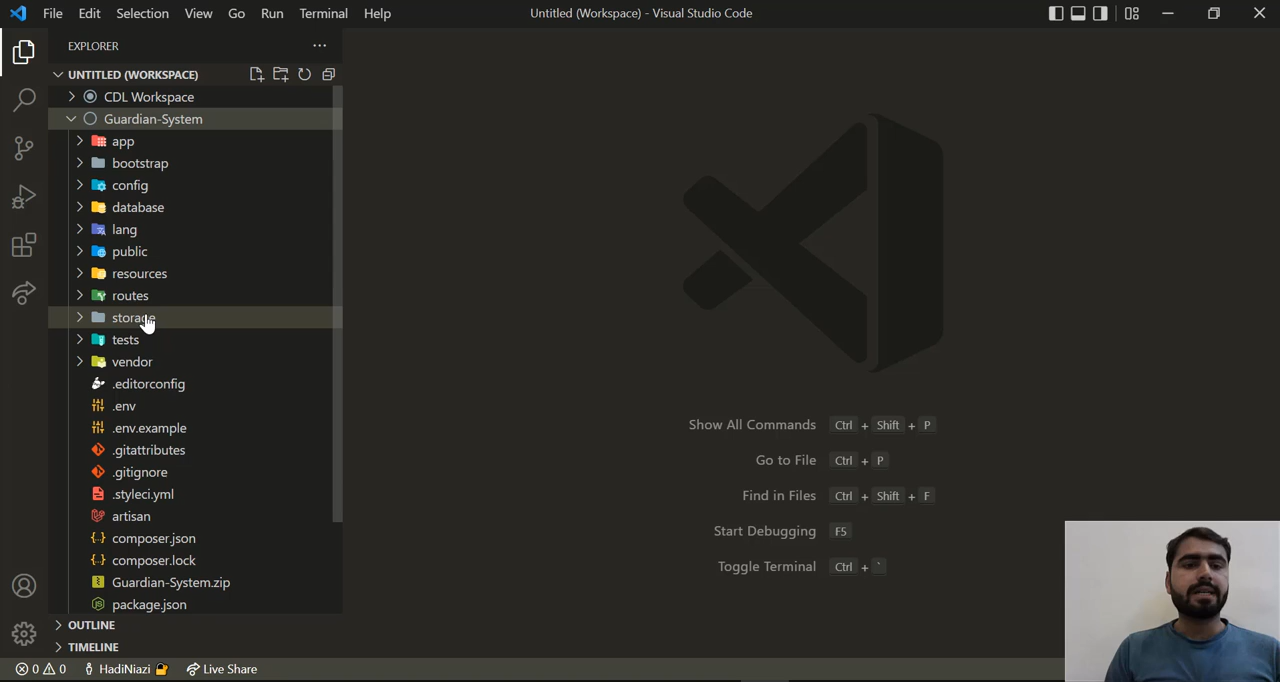 File Edit Selection View Go Run Terminal Help Untitled (Workspace) - Visual Studio Code
EXPLORER
UNTITLED (WORKSPACE)
CDL Workspace
Guardian-System
app
bootstrap
config
database
lang
public
resources
routes
storage
tests
vendor
.editorconfig
.env
.env.example
.gitattributes
.gitignore
.styleci.yml
artisan
composer.json
composer.lock
Guardian-System.zip
package.json
OUTLINE
TIMELINE
Show All Commands Ctrl + Shift + P
Go to File Ctrl + P
Find in Files Ctrl + Shift + F
Start Debugging F5
Toggle Terminal Ctrl + `
0 0 HadiNiazi Live Share